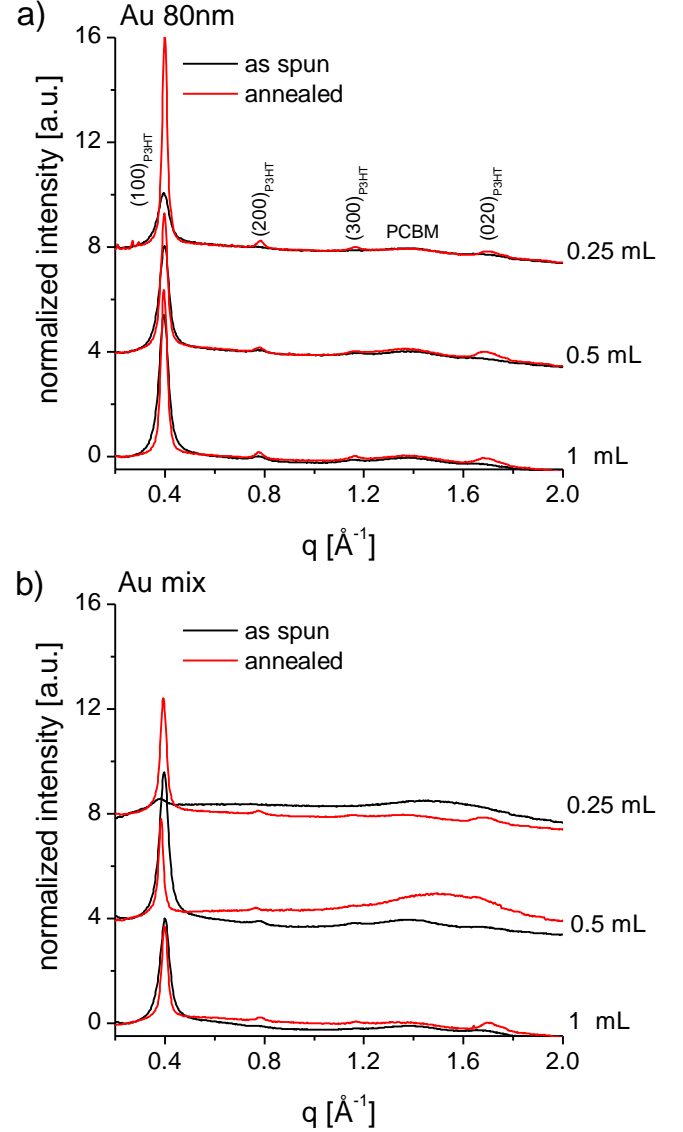 a) Au 80nm
16
as spun
annealed
12
(100)P3HT
(200)P3HT
(300)P3HT
PCBM
(020)P3HT
8
0.25 mL
4
0.5 mL
0
1 mL
normalized intensity [a.u.]
0.4 0.8 1.2 1.6 2.0
q [Å-1]
b) Au mix
16
as spun
annealed
12
8
0.25 mL
4
0.5 mL
0
1 mL
normalized intensity [a.u.]
0.4 0.8 1.2 1.6 2.0
q [Å-1]